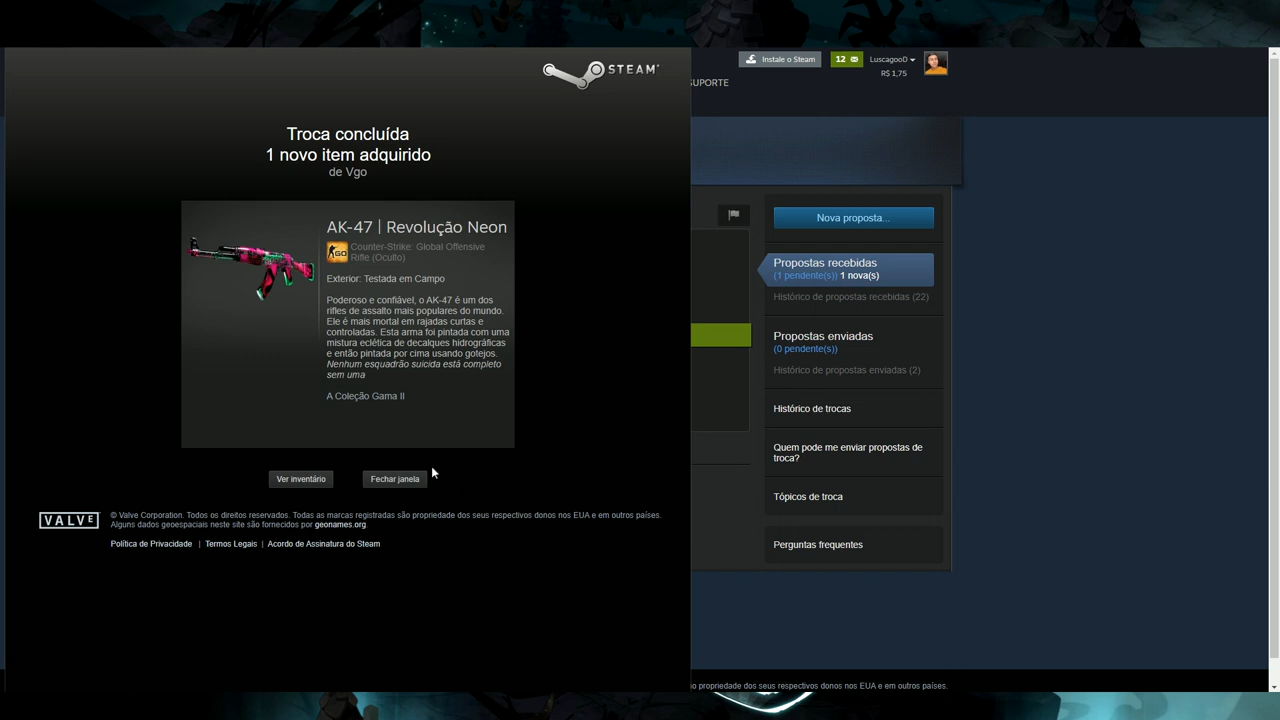 STEAM
Troca concluída
1 novo item adquirido
de Vgo
AK-47 | Revolução Neon
GO
Counter-Strike: Global Offensive
Rifle (Oculto)
Exterior: Testada em Campo
Poderoso e confiável, o AK-47 é um dos
rifles de assalto mais populares do mundo.
Ele é mais mortal em rajadas curtas e
controladas. Esta arma foi pintada com uma
mistura eclética de decalques hidrográficas
e então pintada por cima usando gotejos.
Nenhum esquadrão suicida está completo
sem uma
A Coleção Gama II
Ver inventário
Fechar janela
VALVE
© Valve Corporation. Todos os direitos reservados. Todas as marcas registradas são propriedade dos seus respectivos donos nos EUA e em outros países.
Alguns dados geoespaciais neste site são fornecidos por geonames.org.
Política de Privacidade | Termos Legais | Acordo de Assinatura do Steam
Instale o Steam
12
LuscagooD
R$ 1,75
SUPORTE
Nova proposta...
Propostas recebidas
(1 pendente(s)) 1 nova(s)
Histórico de propostas recebidas (22)
Propostas enviadas
(0 pendente(s))
Histórico de propostas enviadas (2)
Histórico de trocas
Quem pode me enviar propostas de
troca?
Tópicos de troca
Perguntas frequentes
o propriedade dos seus respectivos donos nos EUA e em outros países.